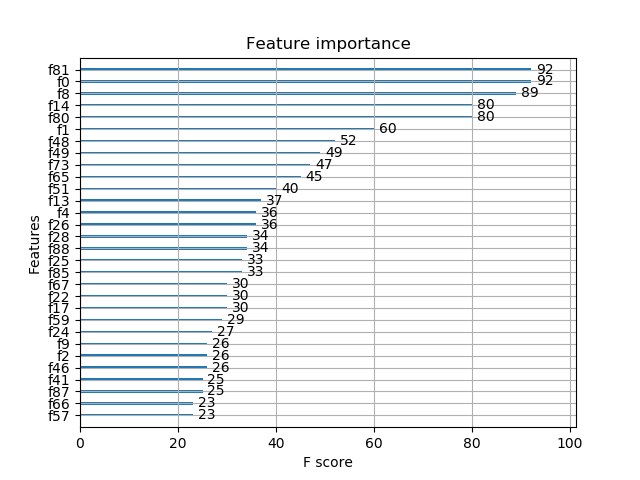 Feature importance
f81 92
f0 92
f8 89
f14 80
f80 80
f1 60
f48 52
f49 49
f73 47
f65 45
f51 40
f13 37
f4 36
f26 36
f28 34
f88 34
f25 33
f85 33
f67 30
f22 30
f17 30
f59 29
f24 27
f9 26
f2 26
f46 26
f41 25
f87 25
f66 23
f57 23
Features
0 20 40 60 80 100
F score